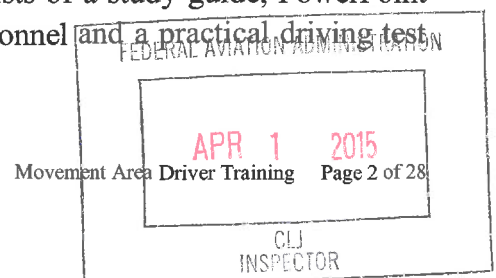 sts of a study guide, PowerPoint
onnel and a practical driving test
FEDERAL AVIATION ADMINISTRATION
APR 1 2015
Movement Area Driver Training Page 2 of 28
CLJ
INSPECTOR